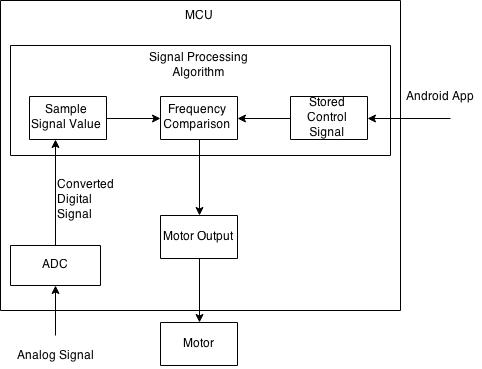 MCU
Signal Processing
Algorithm
Sample
Signal Value
Frequency
Comparison
Stored
Control
Signal
Android App
Converted
Digital
Signal
Motor Output
ADC
Analog Signal
Motor